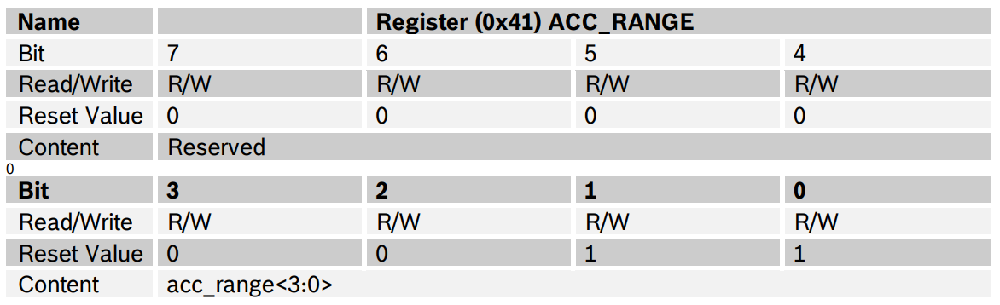 Name Register (0x41) ACC_RANGE
Bit 7 6 5 4
Read/Write R/W R/W R/W R/W
Reset Value 0 0 0 0
Content Reserved
0
Bit 3 2 1 0
Read/Write R/W R/W R/W R/W
Reset Value 0 0 1 1
Content acc_range<3:0>